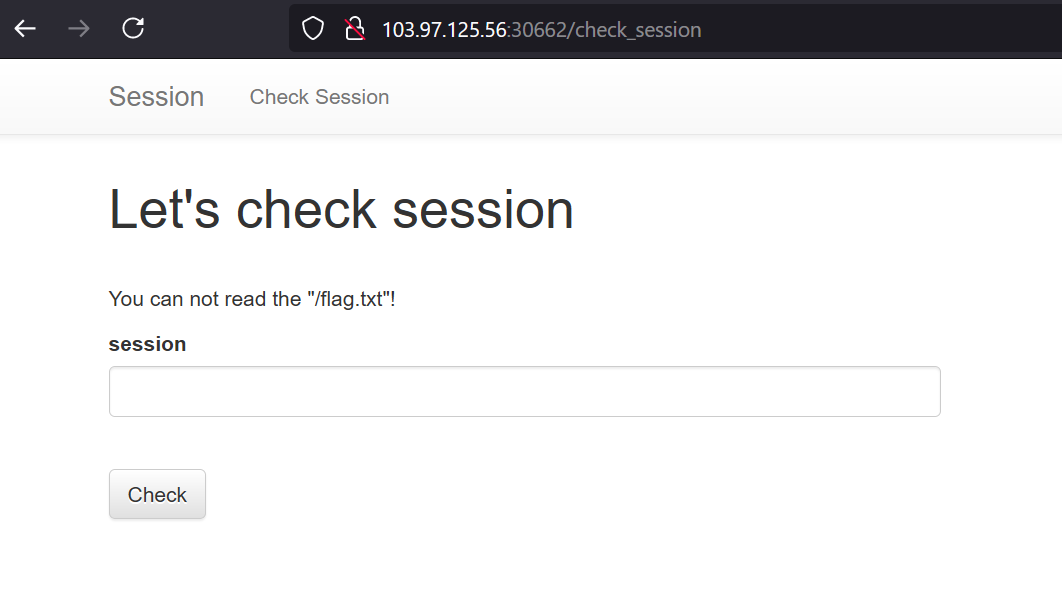 103.97.125.56:30662/check_session
Session Check Session
Let's check session
You can not read the "/flag.txt"!
session
Check